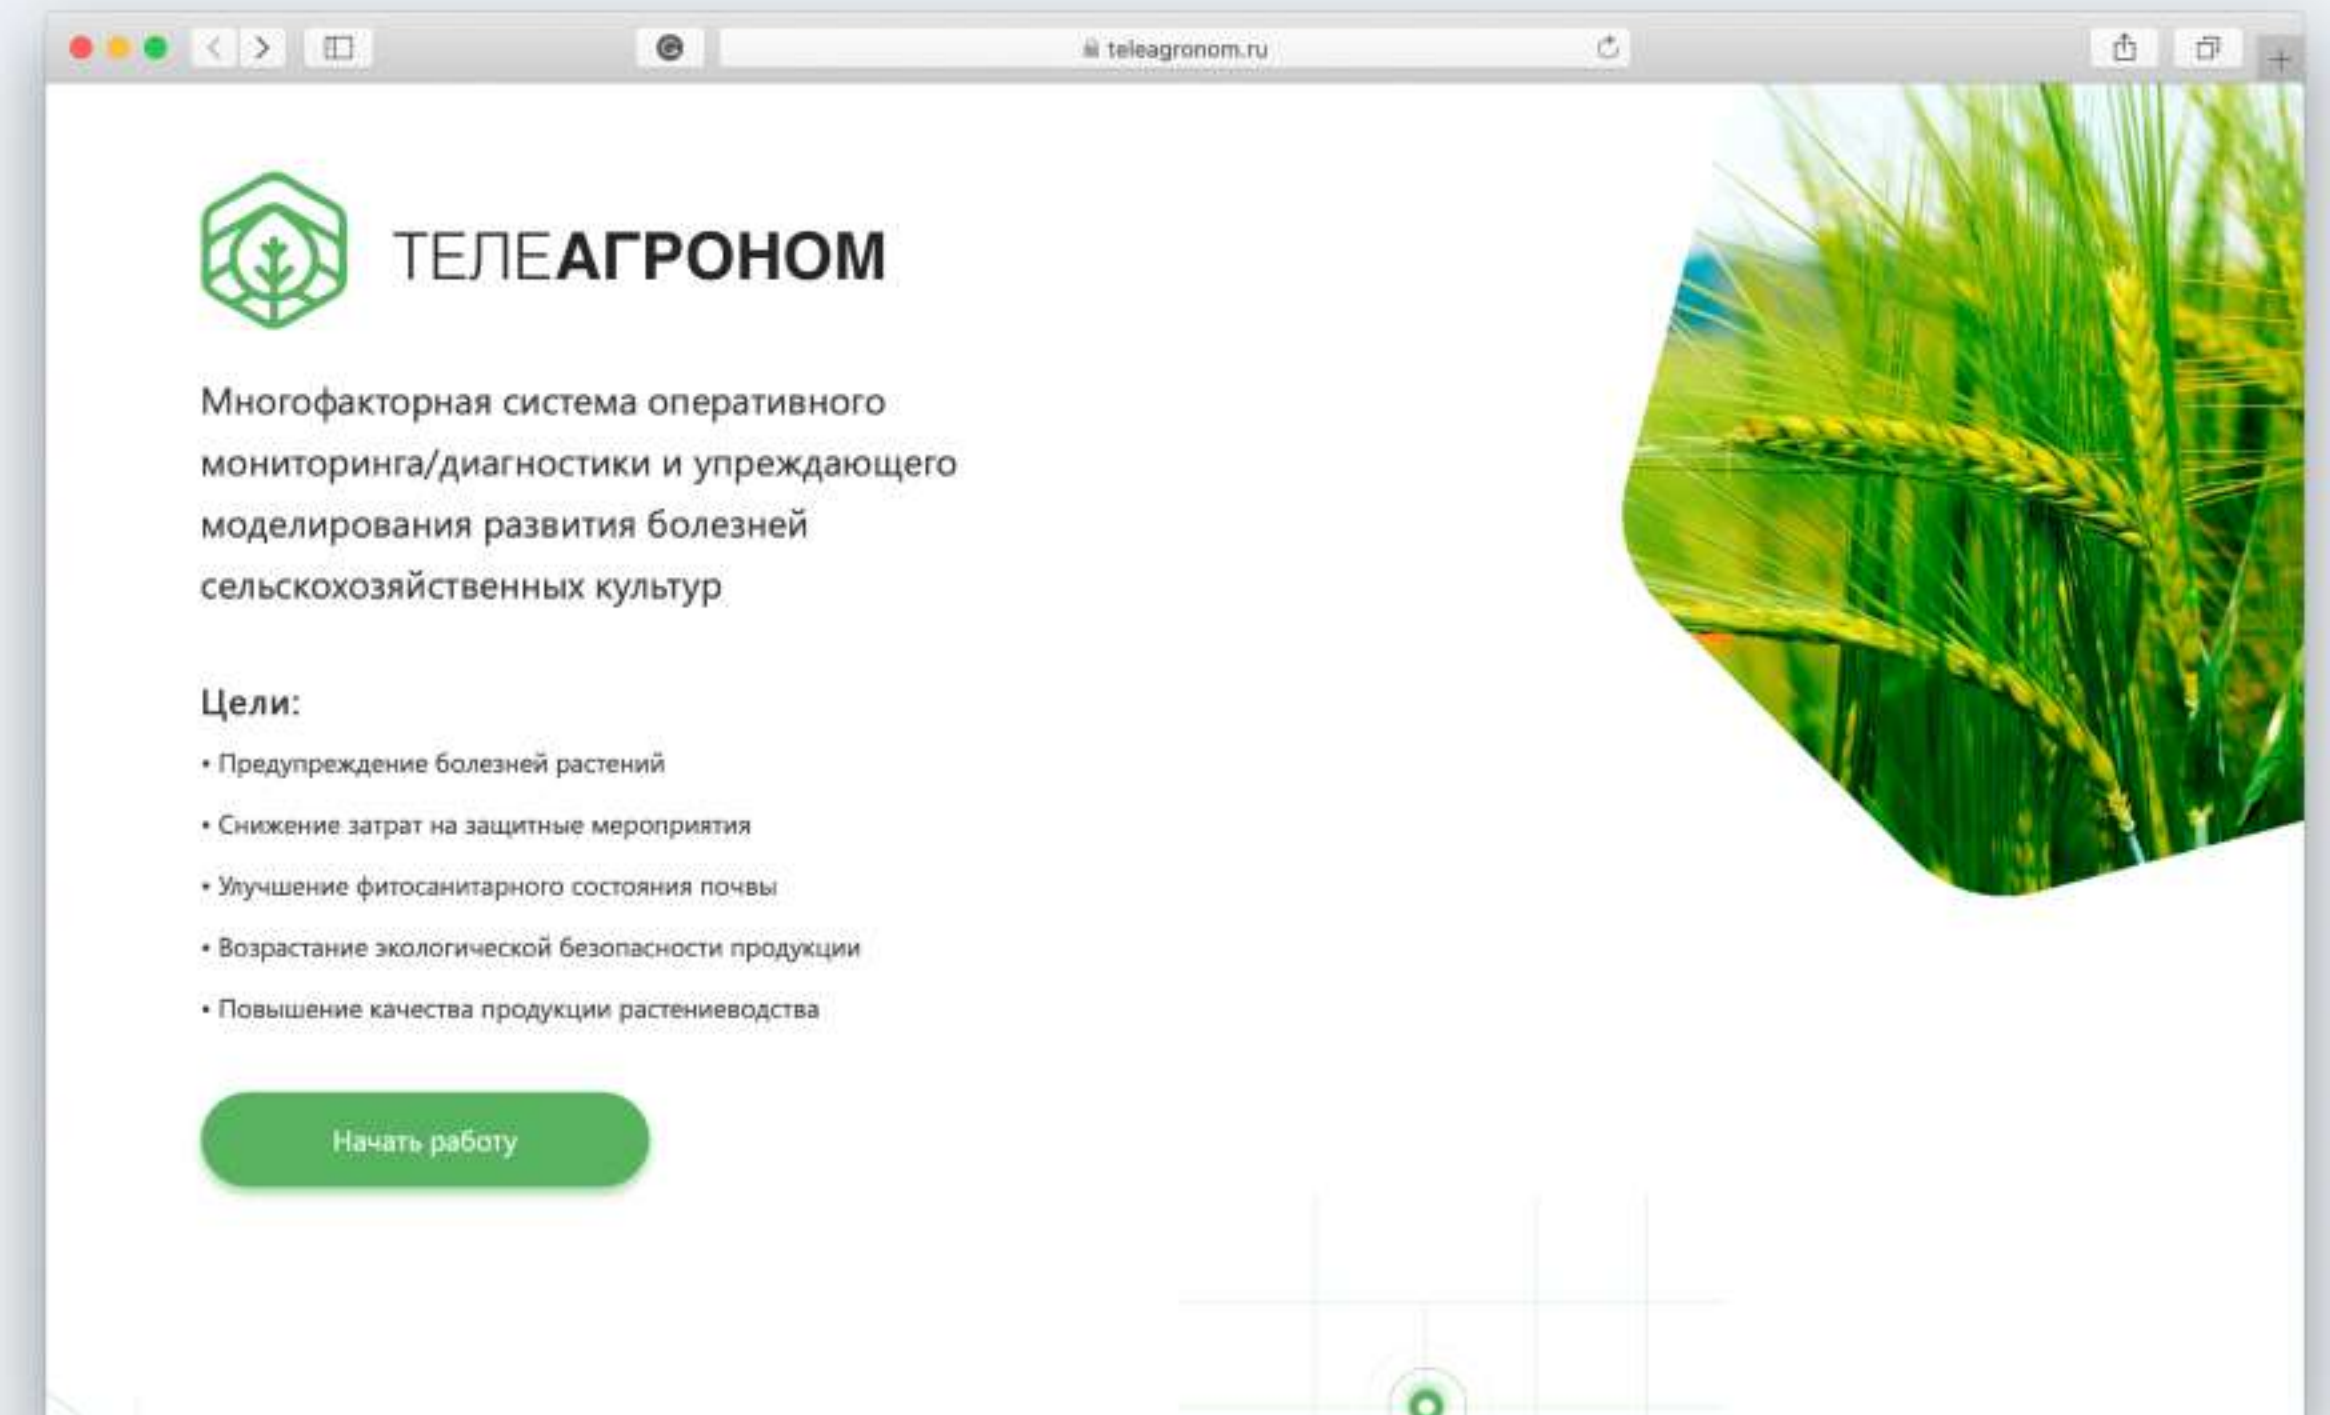 teleagronom.ru
ТЕЛЕАГРОНОМ
Многофакторная система оперативного
мониторинга/диагностики и упреждающего
моделирования развития болезней
сельскохозяйственных культур
Цели:
• Предупреждение болезней растений
• Снижение затрат на защитные мероприятия
• Улучшение фитосанитарного состояния почвы
• Возрастание экологической безопасности продукции
• Повышение качества продукции растениеводства
Начать работу